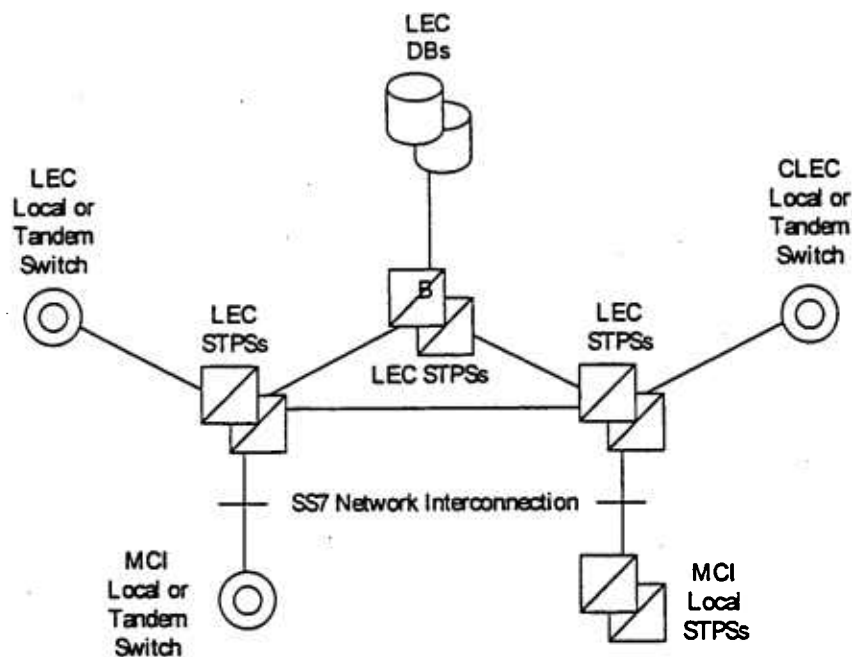 LEC
DBs
LEC
Local or
Tandem
Switch
CLEC
Local or
Tandem
Switch
B
LEC
STPSs
LEC
STPSs
LEC STPSs
SS7 Network Interconnection
MCI
Local or
Tandem
Switch
MCI
Local
STPSs